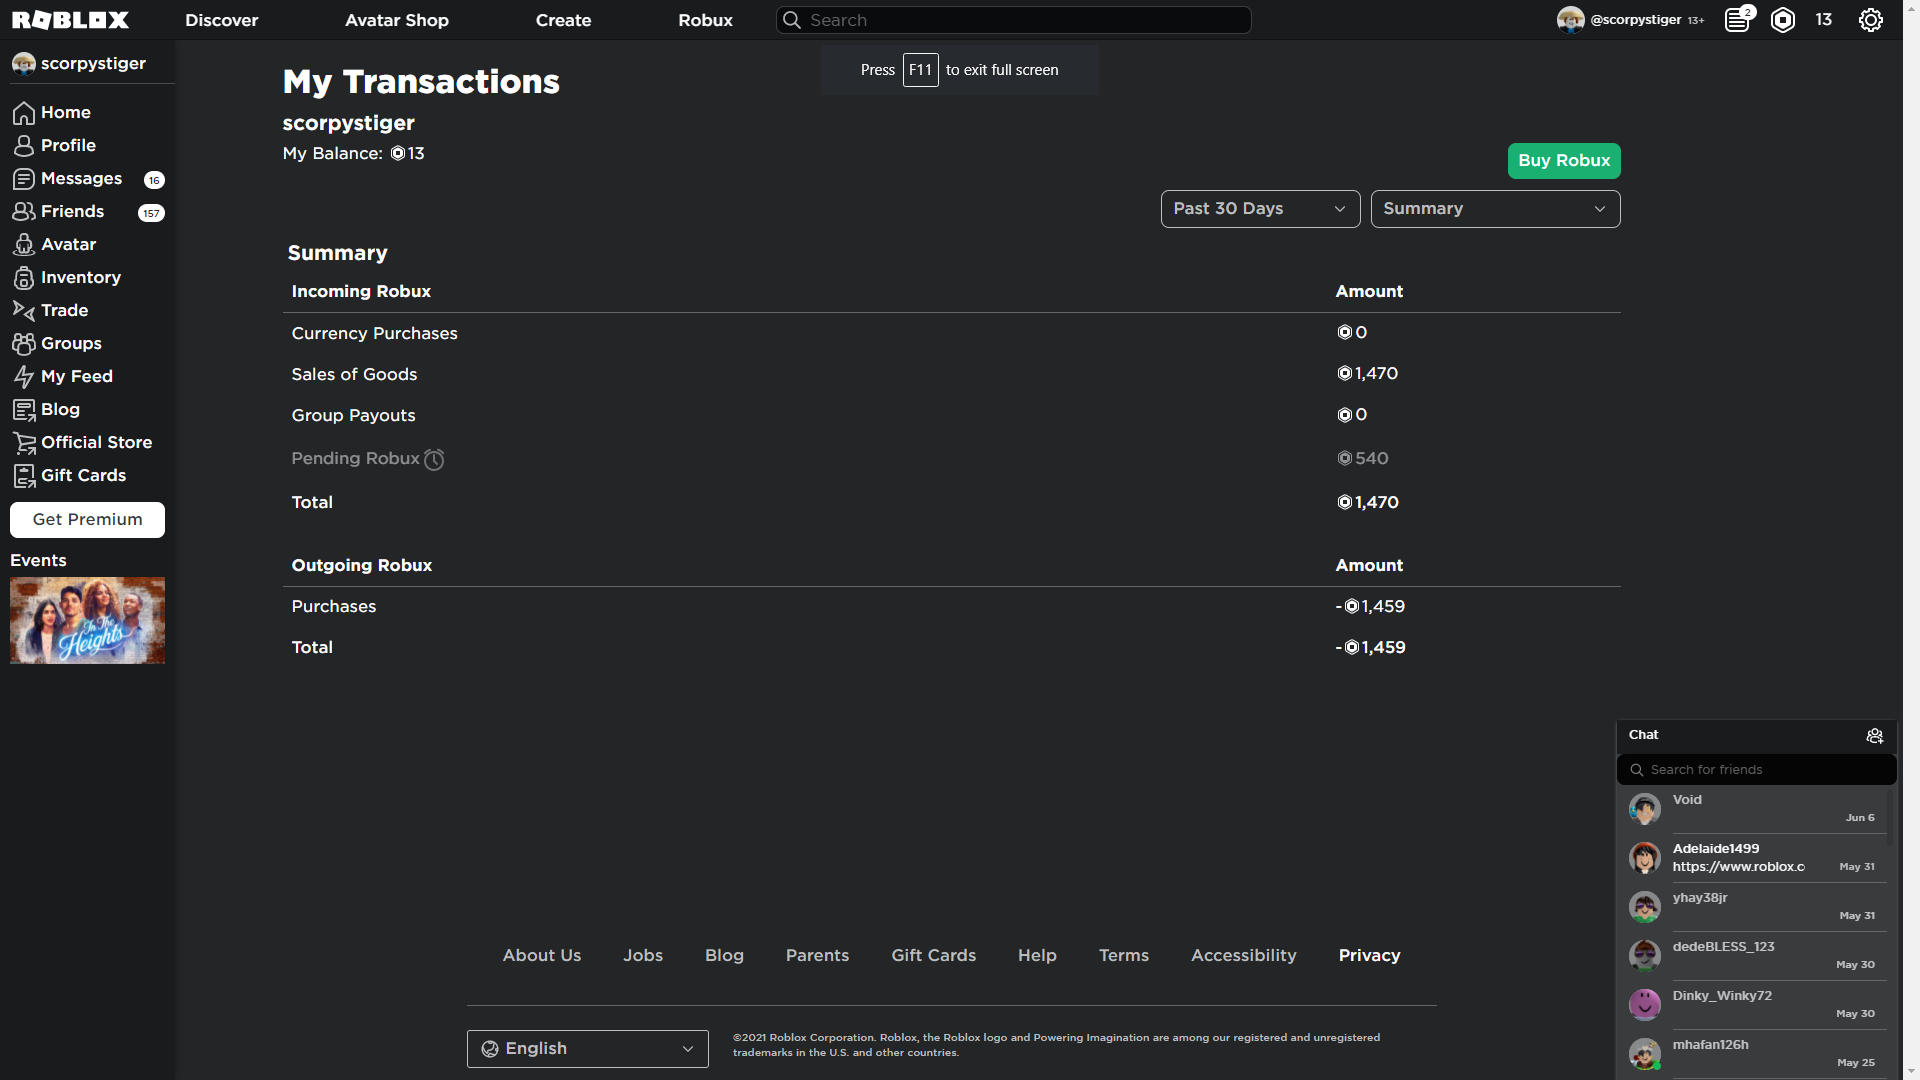 ROBLOX Discover Avatar Shop Create Robux Search @scorpystiger 13+ 2 13
Press F11 to exit full screen
scorpystiger
Home
Profile
Messages 16
Friends 157
Avatar
Inventory
Trade
Groups
My Feed
Blog
Official Store
Gift Cards
Get Premium
Events
In The
Heights
My Transactions
scorpystiger
My Balance: 13
Buy Robux
Past 30 Days Summary
Summary
Incoming Robux Amount
Currency Purchases 0
Sales of Goods 1,470
Group Payouts 0
Pending Robux 540
Total 1,470
Outgoing Robux Amount
Purchases -1,459
Total -1,459
Chat
Search for friends
Void
Jun 6
Adelaide1499
https://www.roblox.c May 31
yhay38jr
May 31
dedeBLESS_123
May 30
Dinky_Winky72
May 30
mhafan126h
May 25
About Us Jobs Blog Parents Gift Cards Help Terms Accessibility Privacy
English
©2021 Roblox Corporation. Roblox, the Roblox logo and Powering Imagination are among our registered and unregistered
trademarks in the U.S. and other countries.